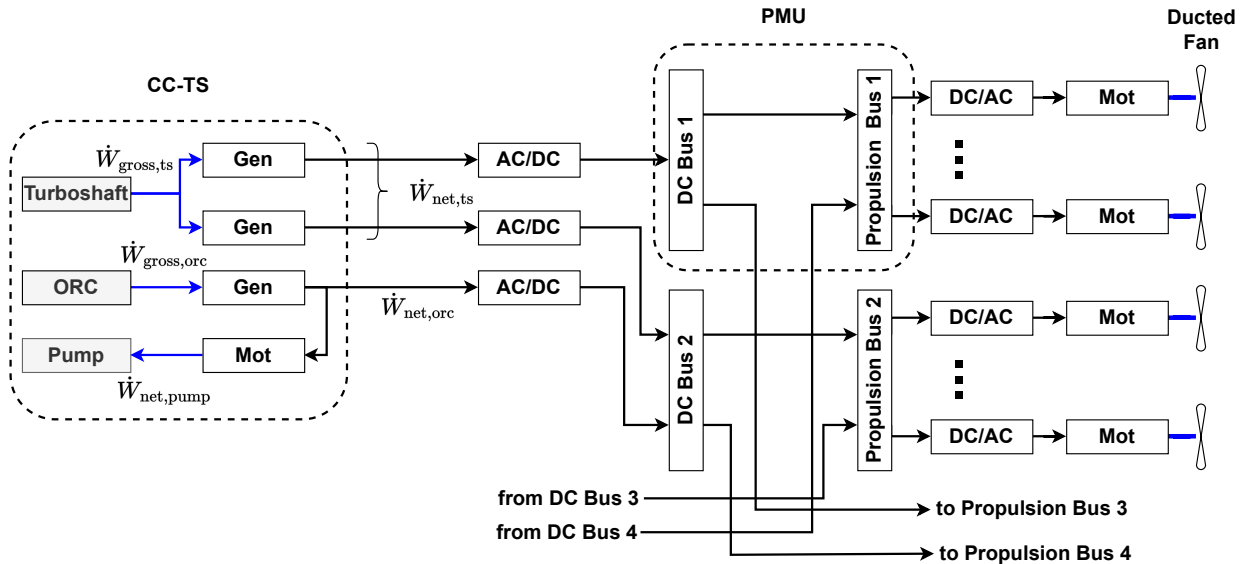 CC-TS
Turboshaft
Ẇgross,ts
Gen
Gen
Ẇnet,ts
ORC
Ẇgross,orc
Gen
Ẇnet,orc
Pump
Mot
Ẇnet,pump
AC/DC
AC/DC
AC/DC
PMU
DC Bus 1
Propulsion Bus 1
DC Bus 2
Propulsion Bus 2
Ducted
Fan
DC/AC
Mot
DC/AC
Mot
DC/AC
Mot
DC/AC
Mot
from DC Bus 3
from DC Bus 4
to Propulsion Bus 3
to Propulsion Bus 4